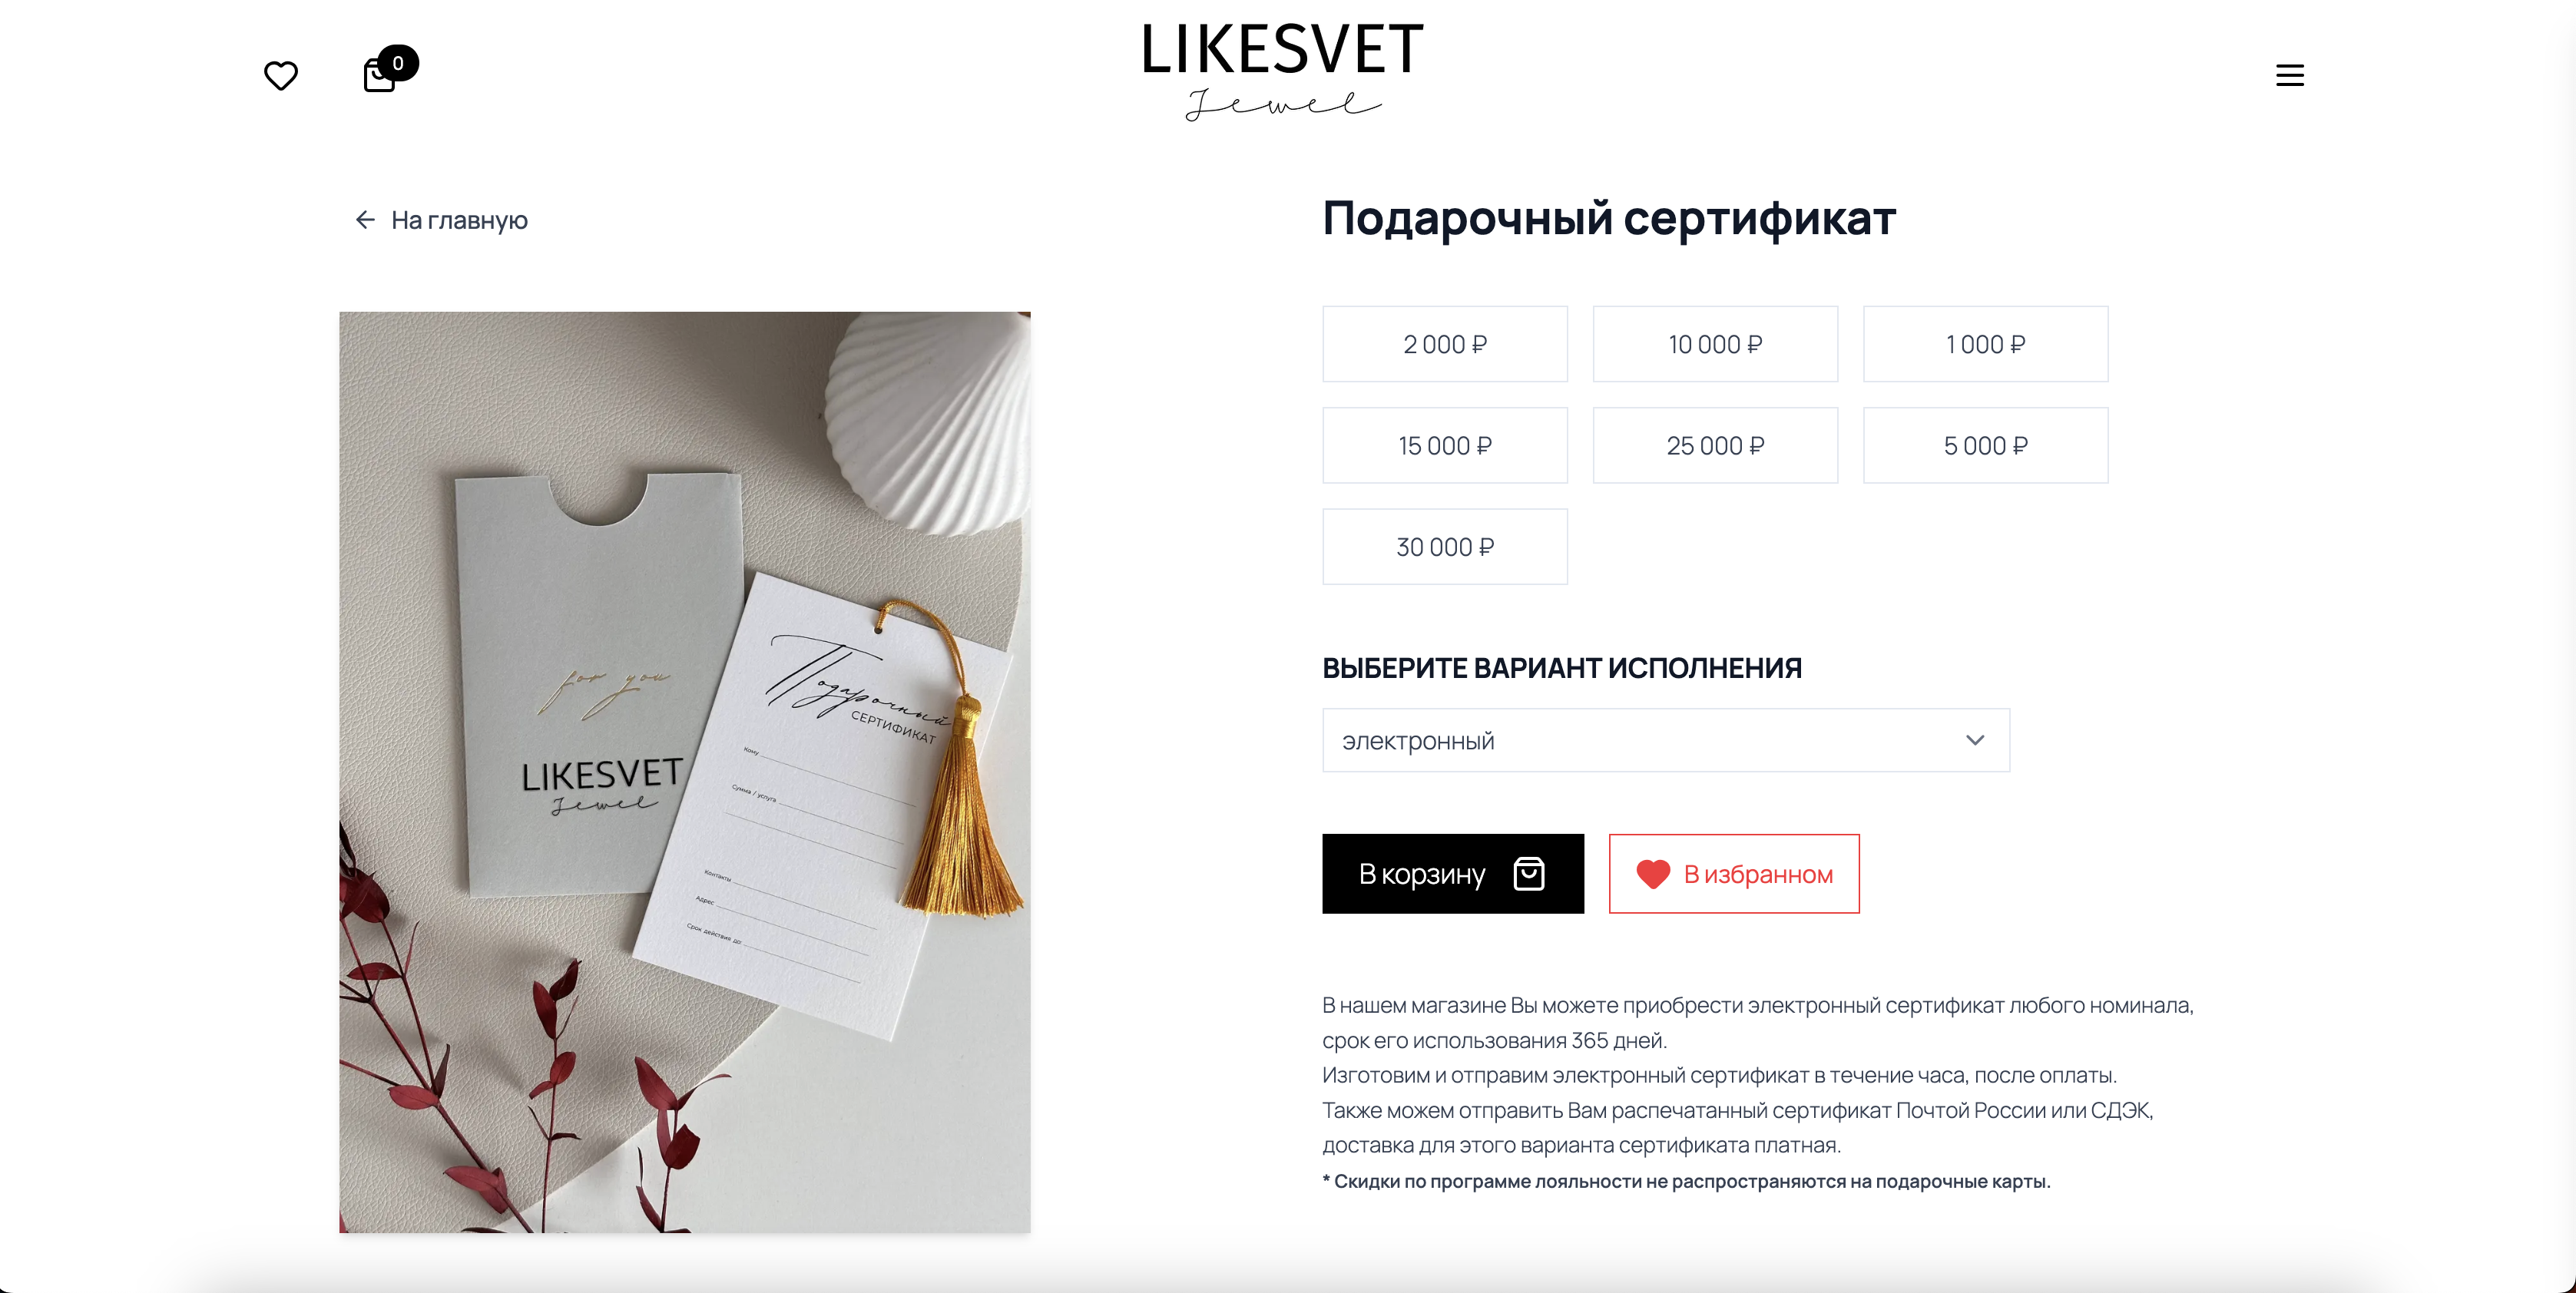 0
LIKESVET
Jewel
← На главную
Подарочный сертификат
2 000 ₽
10 000 ₽
1 000 ₽
15 000 ₽
25 000 ₽
5 000 ₽
30 000 ₽
for you
LIKESVET
Jewel
Подарочный
СЕРТИФИКАТ
Кому
Сумма / услуга
Контакты
Адрес
Срок действия до
ВЫБЕРИТЕ ВАРИАНТ ИСПОЛНЕНИЯ
электронный
В корзину
В избранном
В нашем магазине Вы можете приобрести электронный сертификат любого номинала,
срок его использования 365 дней.
Изготовим и отправим электронный сертификат в течение часа, после оплаты.
Также можем отправить Вам распечатанный сертификат Почтой России или СДЭК,
доставка для этого варианта сертификата платная.
* Скидки по программе лояльности не распространяются на подарочные карты.